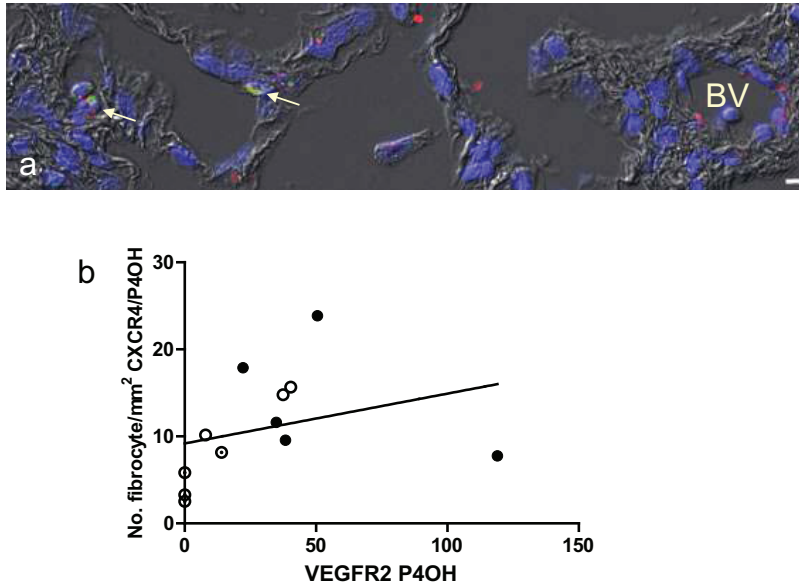 BV
a
b
No. fibrocyte/mm² CXCR4/P4OH
30
20
10
0
0 50 100 150
VEGFR2 P4OH